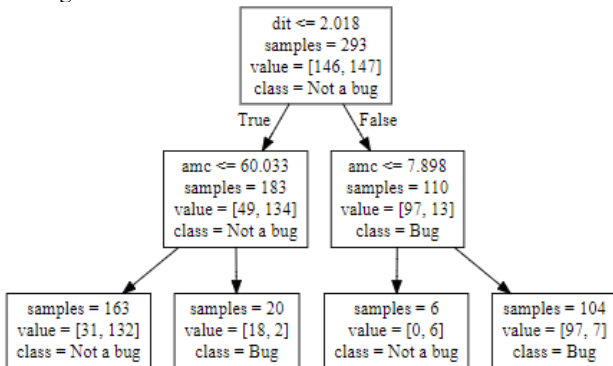 dit <= 2.018
samples = 293
value = [146, 147]
class = Not a bug
True
False
amc <= 60.033
samples = 183
value = [49, 134]
class = Not a bug
amc <= 7.898
samples = 110
value = [97, 13]
class = Bug
samples = 163
value = [31, 132]
class = Not a bug
samples = 20
value = [18, 2]
class = Bug
samples = 6
value = [0, 6]
class = Not a bug
samples = 104
value = [97, 7]
class = Bug